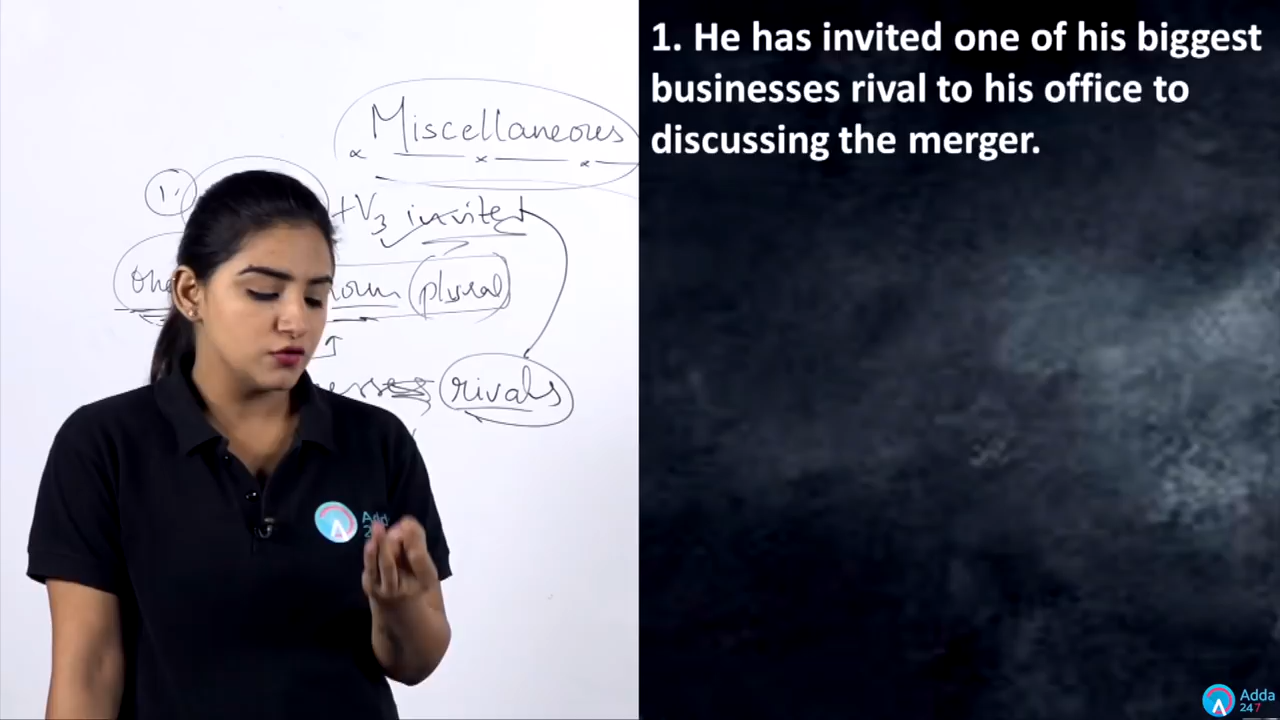 Miscellaneous
1.
+V3 invited
plural
rivals
Adda
1. He has invited one of his biggest
businesses rival to his office to
discussing the merger.
Adda
247